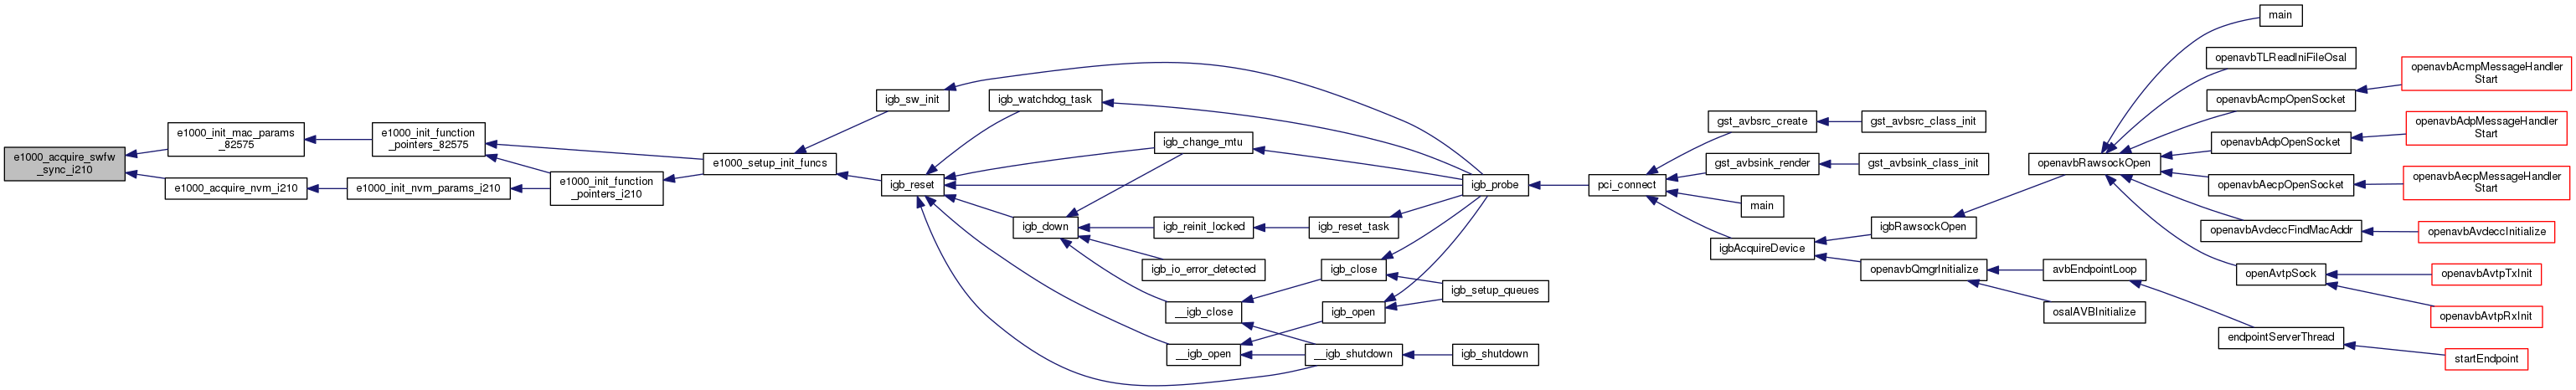 e1000_acquire_swfw
_sync_i210
e1000_init_mac_params
_82575
e1000_acquire_nvm_i210
e1000_init_function
_pointers_82575
e1000_init_nvm_params_i210
e1000_init_function
_pointers_i210
e1000_setup_init_funcs
igb_sw_init
igb_reset
igb_watchdog_task
igb_change_mtu
igb_down
igb_reinit_locked
igb_io_error_detected
__igb_close
__igb_open
igb_reset_task
igb_close
igb_open
__igb_shutdown
igb_probe
igb_setup_queues
igb_shutdown
pci_connect
gst_avbsrc_create
gst_avbsink_render
main
igbAcquireDevice
gst_avbsrc_class_init
gst_avbsink_class_init
igbRawsockOpen
openavbQmgrInitialize
openavbRawsockOpen
avbEndpointLoop
osalAVBInitialize
main
openavbTLReadIniFileOsal
openavbAcmpOpenSocket
openavbAdpOpenSocket
openavbAecpOpenSocket
openavbAvdeccFindMacAddr
openAvtpSock
endpointServerThread
openavbAcmpMessageHandler
Start
openavbAdpMessageHandler
Start
openavbAecpMessageHandler
Start
openavbAvdeccInitialize
openavbAvtpTxInit
openavbAvtpRxInit
startEndpoint